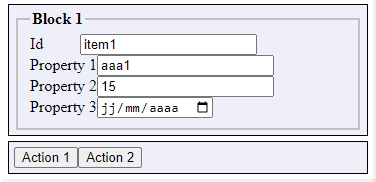 Block 1
Id item1
Property 1 aaa1
Property 2 15
Property 3 jj/mm/aaaa
Action 1 Action 2